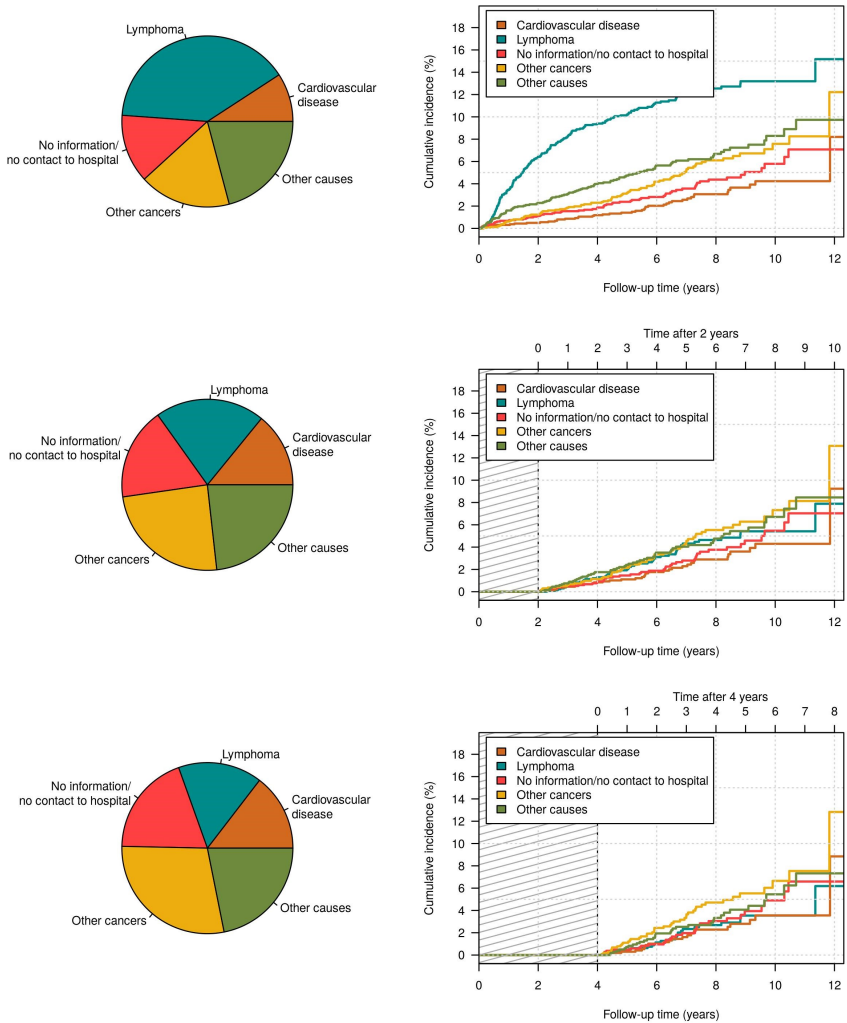 Lymphoma
Cardiovascular
disease
No information/
no contact to hospital
Other cancers
Other causes
Cumulative incidence (%)
18
16
14
12
10
8
6
4
2
0
Cardiovascular disease
Lymphoma
No information/no contact to hospital
Other cancers
Other causes
0 2 4 6 8 10 12
Follow-up time (years)
Lymphoma
Cardiovascular
disease
No information/
no contact to hospital
Other cancers
Other causes
Time after 2 years
0 1 2 3 4 5 6 7 8 9 10
Cumulative incidence (%)
18
16
14
12
10
8
6
4
2
0
Cardiovascular disease
Lymphoma
No information/no contact to hospital
Other cancers
Other causes
0 2 4 6 8 10 12
Follow-up time (years)
Lymphoma
Cardiovascular
disease
No information/
no contact to hospital
Other cancers
Other causes
Time after 4 years
0 1 2 3 4 5 6 7 8
Cumulative incidence (%)
18
16
14
12
10
8
6
4
2
0
Cardiovascular disease
Lymphoma
No information/no contact to hospital
Other cancers
Other causes
0 2 4 6 8 10 12
Follow-up time (years)